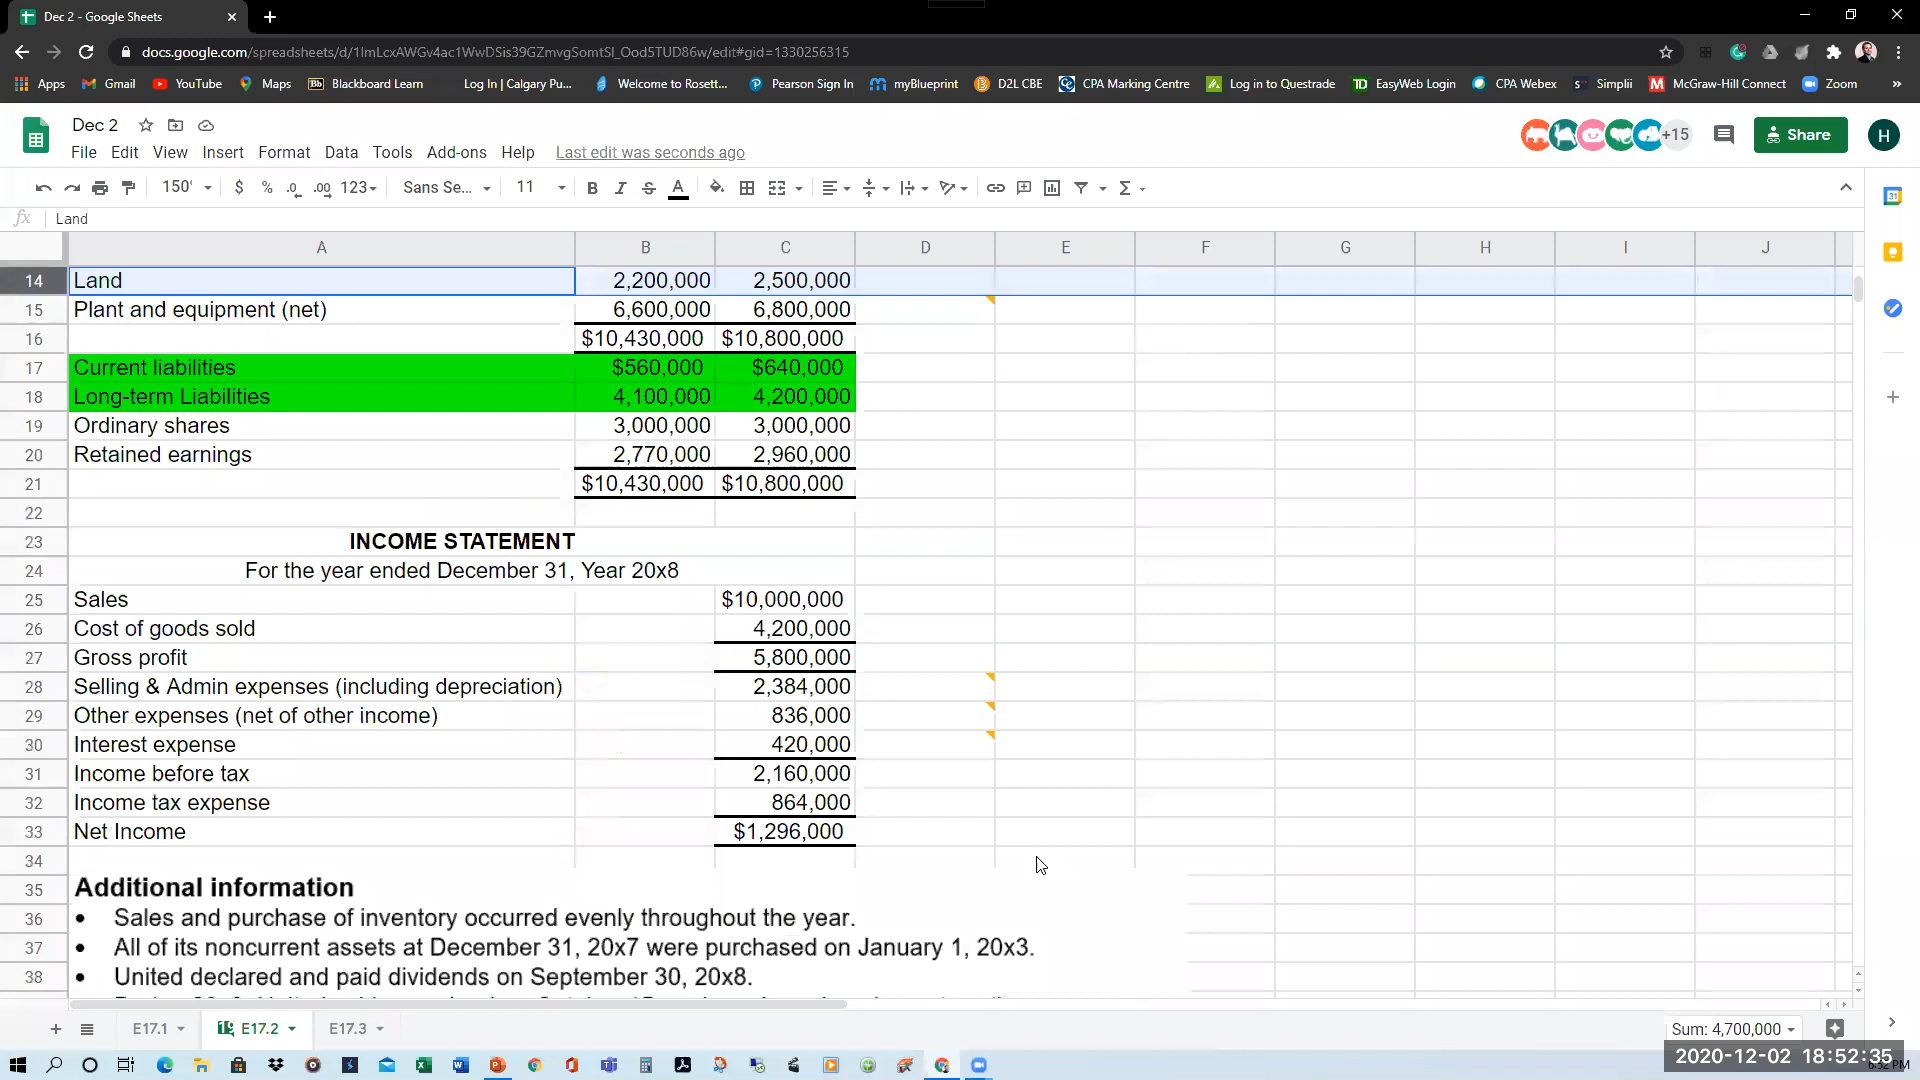 Dec 2 - Google Sheets
docs.google.com/spreadsheets/d/1ImLcxAWGv4ac1WwDSis39GZmvgSomtSl_Ood5TUD86w/edit#gid=1330256315
Apps Gmail YouTube Maps Bb Blackboard Learn Log In | Calgary Pu... Welcome to Rosett... Pearson Sign In myBlueprint D2L CBE CPA Marking Centre Log in to Questrade TD EasyWeb Login CPA Webex Simplii M McGraw-Hill Connect Zoom »
Dec 2
+15 Share H
File Edit View Insert Format Data Tools Add-ons Help Last edit was seconds ago
150% $ % .0 .00 123 Sans Se... 11 B I S A Σ
fx Land
A B C D E F G H I J
14 Land 2,200,000 2,500,000
15 Plant and equipment (net) 6,600,000 6,800,000
16 $10,430,000 $10,800,000
17 Current liabilities $560,000 $640,000
18 Long-term Liabilities 4,100,000 4,200,000
19 Ordinary shares 3,000,000 3,000,000
20 Retained earnings 2,770,000 2,960,000
21 $10,430,000 $10,800,000
22
23 INCOME STATEMENT
24 For the year ended December 31, Year 20x8
25 Sales $10,000,000
26 Cost of goods sold 4,200,000
27 Gross profit 5,800,000
28 Selling & Admin expenses (including depreciation) 2,384,000
29 Other expenses (net of other income) 836,000
30 Interest expense 420,000
31 Income before tax 2,160,000
32 Income tax expense 864,000
33 Net Income $1,296,000
34
35 Additional information
36 • Sales and purchase of inventory occurred evenly throughout the year.
37 • All of its noncurrent assets at December 31, 20x7 were purchased on January 1, 20x3.
38 • United declared and paid dividends on September 30, 20x8.
E17.1 E17.2 E17.3 Sum: 4,700,000
2020-12-02 18:52:35